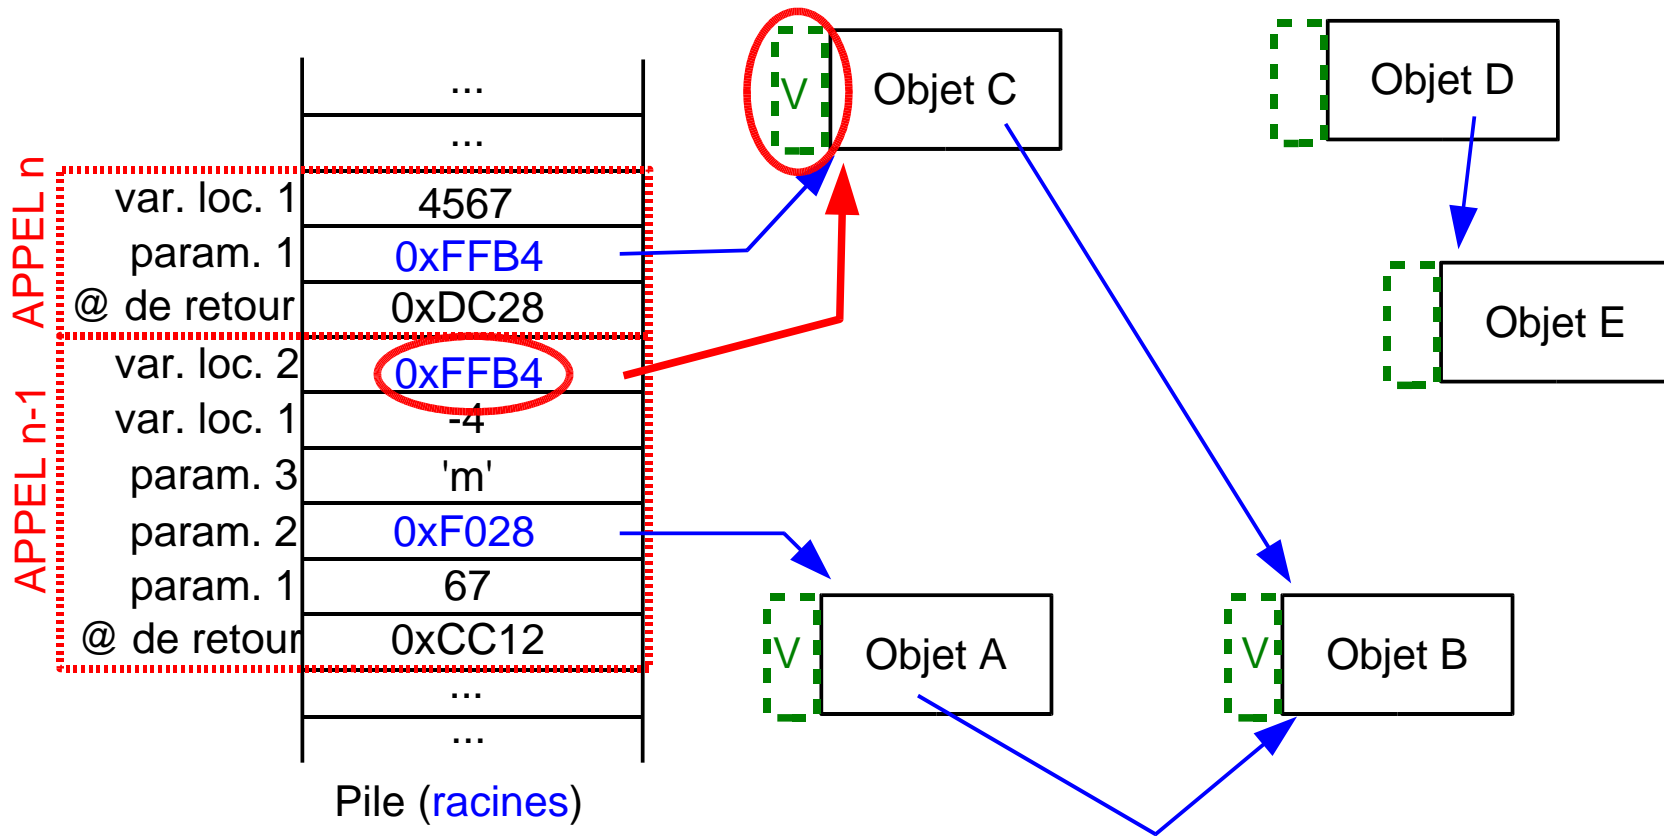 ...
...
APPEL n
var. loc. 1 4567
param. 1 0xFFB4
@ de retour 0xDC28
APPEL n-1
var. loc. 2 0xFFB4
var. loc. 1 -4
param. 3 'm'
param. 2 0xF028
param. 1 67
@ de retour 0xCC12
...
...
Pile (racines)
V Objet C
Objet D
Objet E
V Objet A
V Objet B